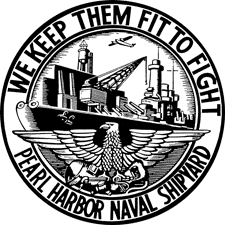 WE KEEP THEM FIT TO FIGHT
PEARL HARBOR NAVAL SHIPYARD